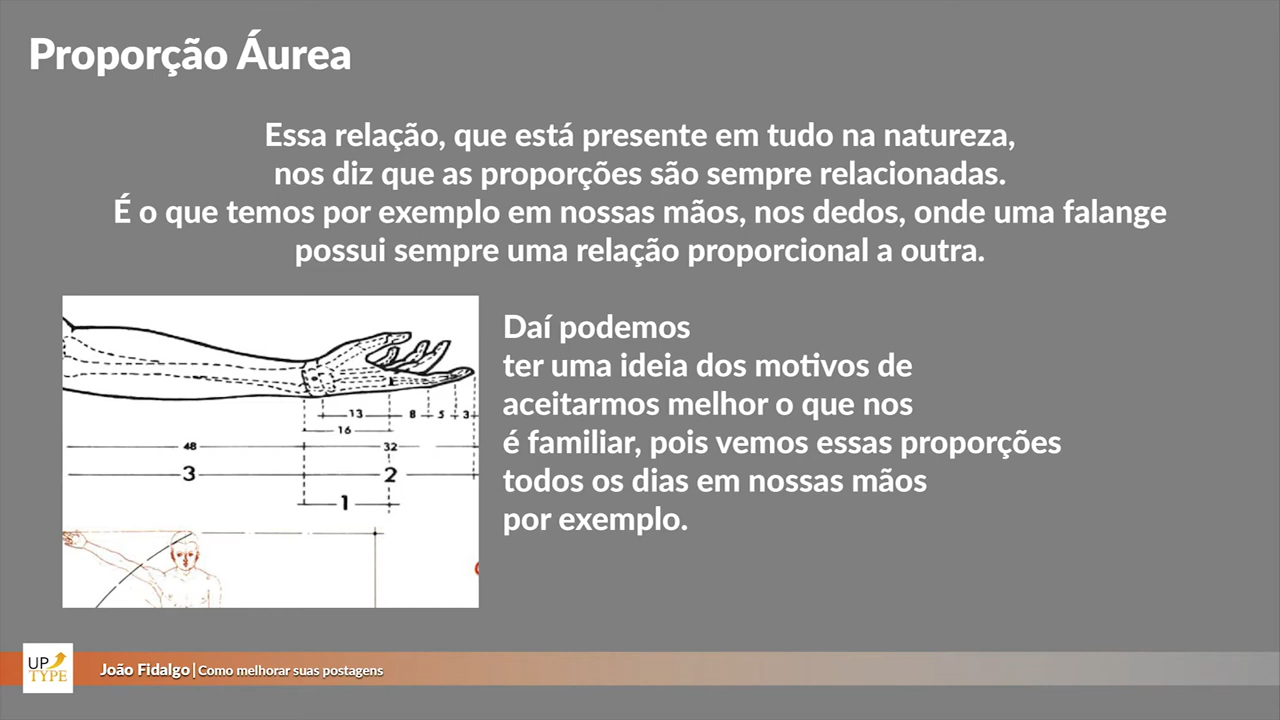 Proporção Áurea
Essa relação, que está presente em tudo na natureza,
nos diz que as proporções são sempre relacionadas.
É o que temos por exemplo em nossas mãos, nos dedos, onde uma falange
possui sempre uma relação proporcional a outra.
13 8 5 3
16
48 32
3 2
1
Daí podemos
ter uma ideia dos motivos de
aceitarmos melhor o que nos
é familiar, pois vemos essas proporções
todos os dias em nossas mãos
por exemplo.
UP
TYPE
João Fidalgo|Como melhorar suas postagens